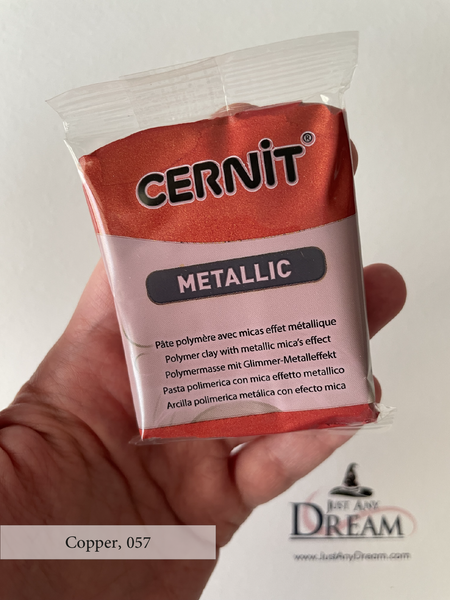 CERNiT®
METALLIC
Pâte polymère avec micas effet métallique
Polymer clay with metallic mica's effect
Polymermasse mit Glimmer-Metalleffekt
Pasta polimerica con mica effetto metallico
Arcilla polimerica metálica con efecto mica
JUST ANY
DREAM
www.JustAnyDream.com
Copper, 057